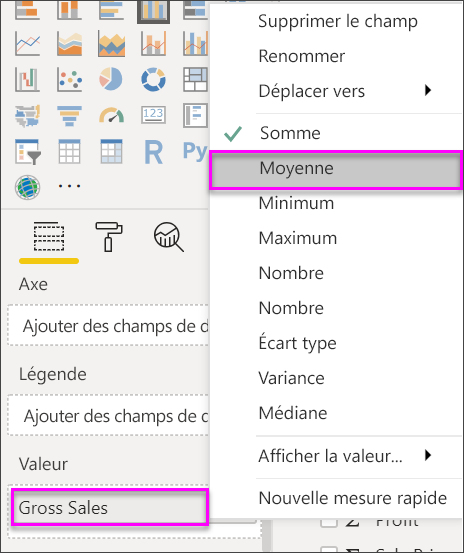 Supprimer le champ
Renommer
Déplacer vers
Somme
Moyenne
Minimum
Maximum
Nombre
Nombre
Écart type
Variance
Médiane
Afficher la valeur...
Nouvelle mesure rapide
123
R
Py
Axe
Ajouter des champs de d
Légende
Ajouter des champs de d
Valeur
Gross Sales
Profit